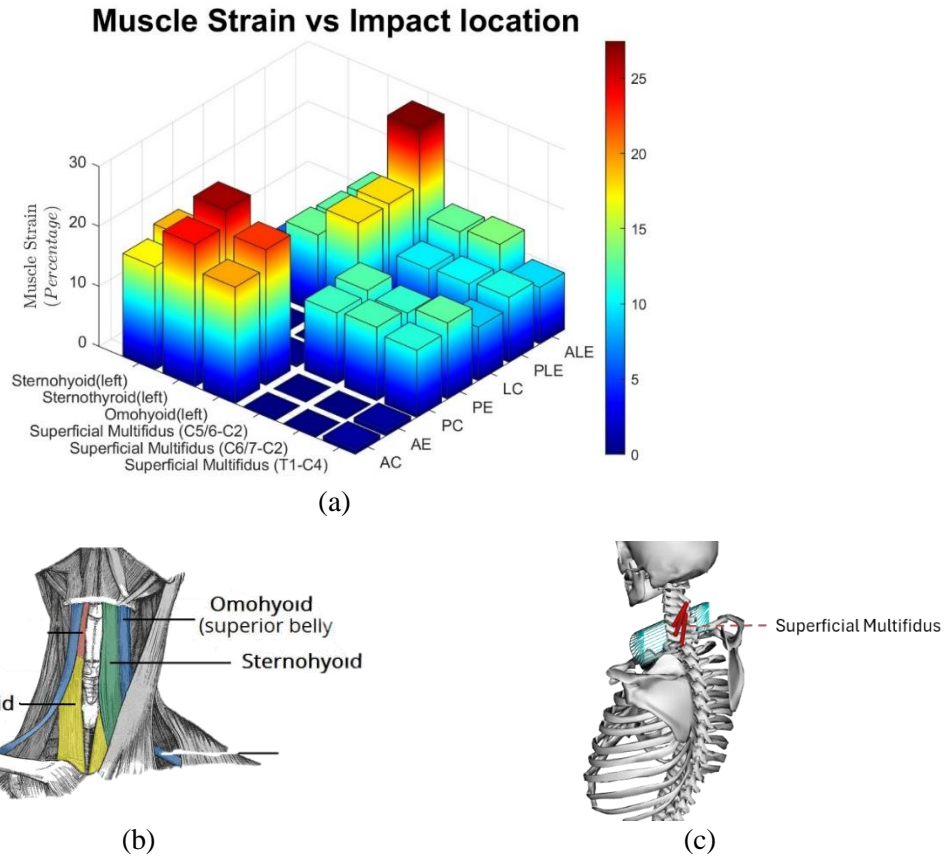 Muscle Strain vs Impact location
Muscle Strain
(Percentage)
30
20
10
0
Sternohyoid(left)
Sternothyroid(left)
Omohyoid(left)
Superficial Multifidus (C5/6-C2)
Superficial Multifidus (C6/7-C2)
Superficial Multifidus (T1-C4)
AC
AE
PC
PE
LC
PLE
ALE
25
20
15
10
5
0
(a)
Omohyoid
(superior belly
Sternohyoid
id
Superficial Multifidus
(b)
(c)